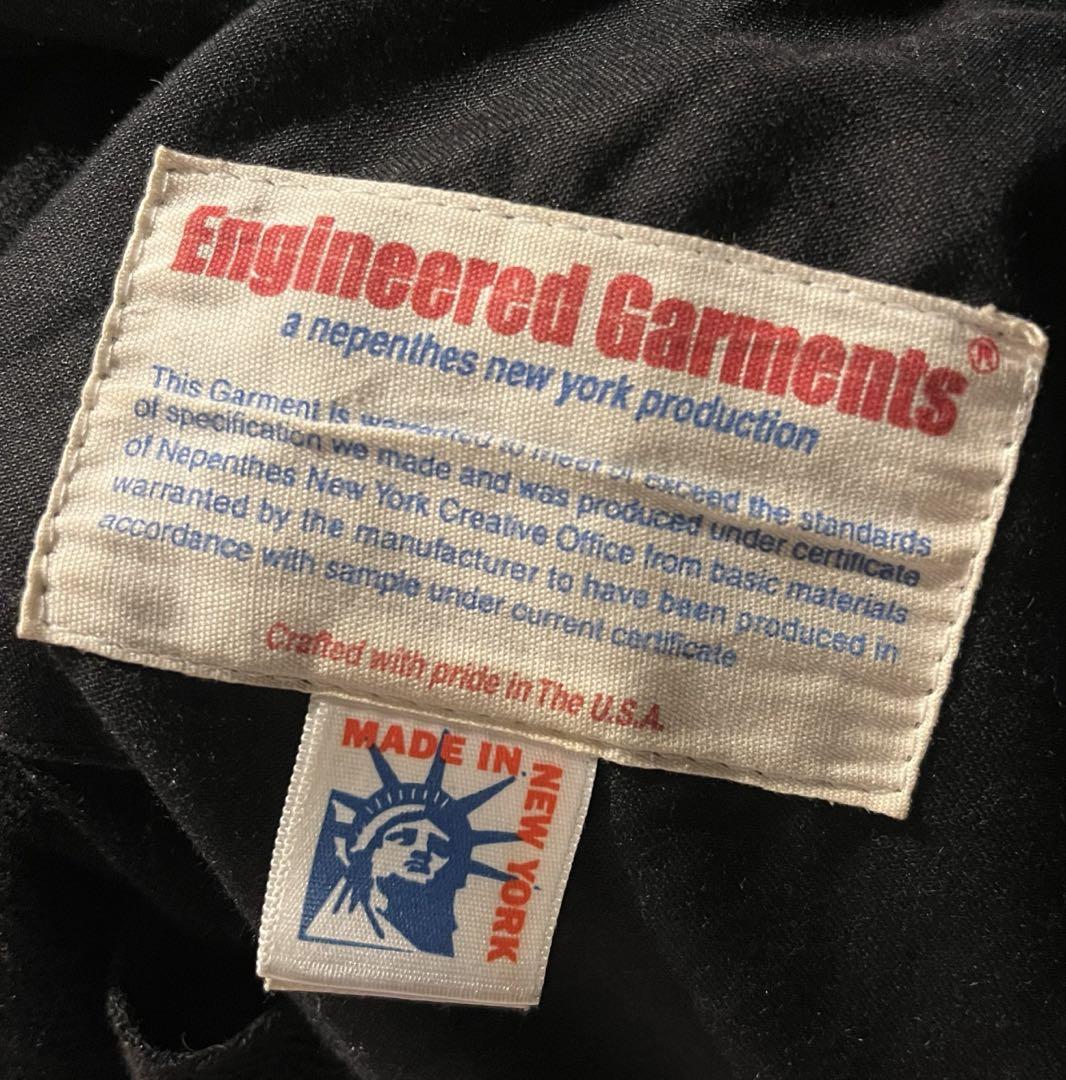 Engineered Garments®
a nepenthes new york production
This Garment is warranted to meet or exceed the standards
of specification we made and was produced under certificate
of Nepenthes New York Creative Office from basic materials
warranted by the manufacturer to have been produced in
accordance with sample under current certificate
Crafted with pride in The U.S.A.
MADE IN
NEW YORK